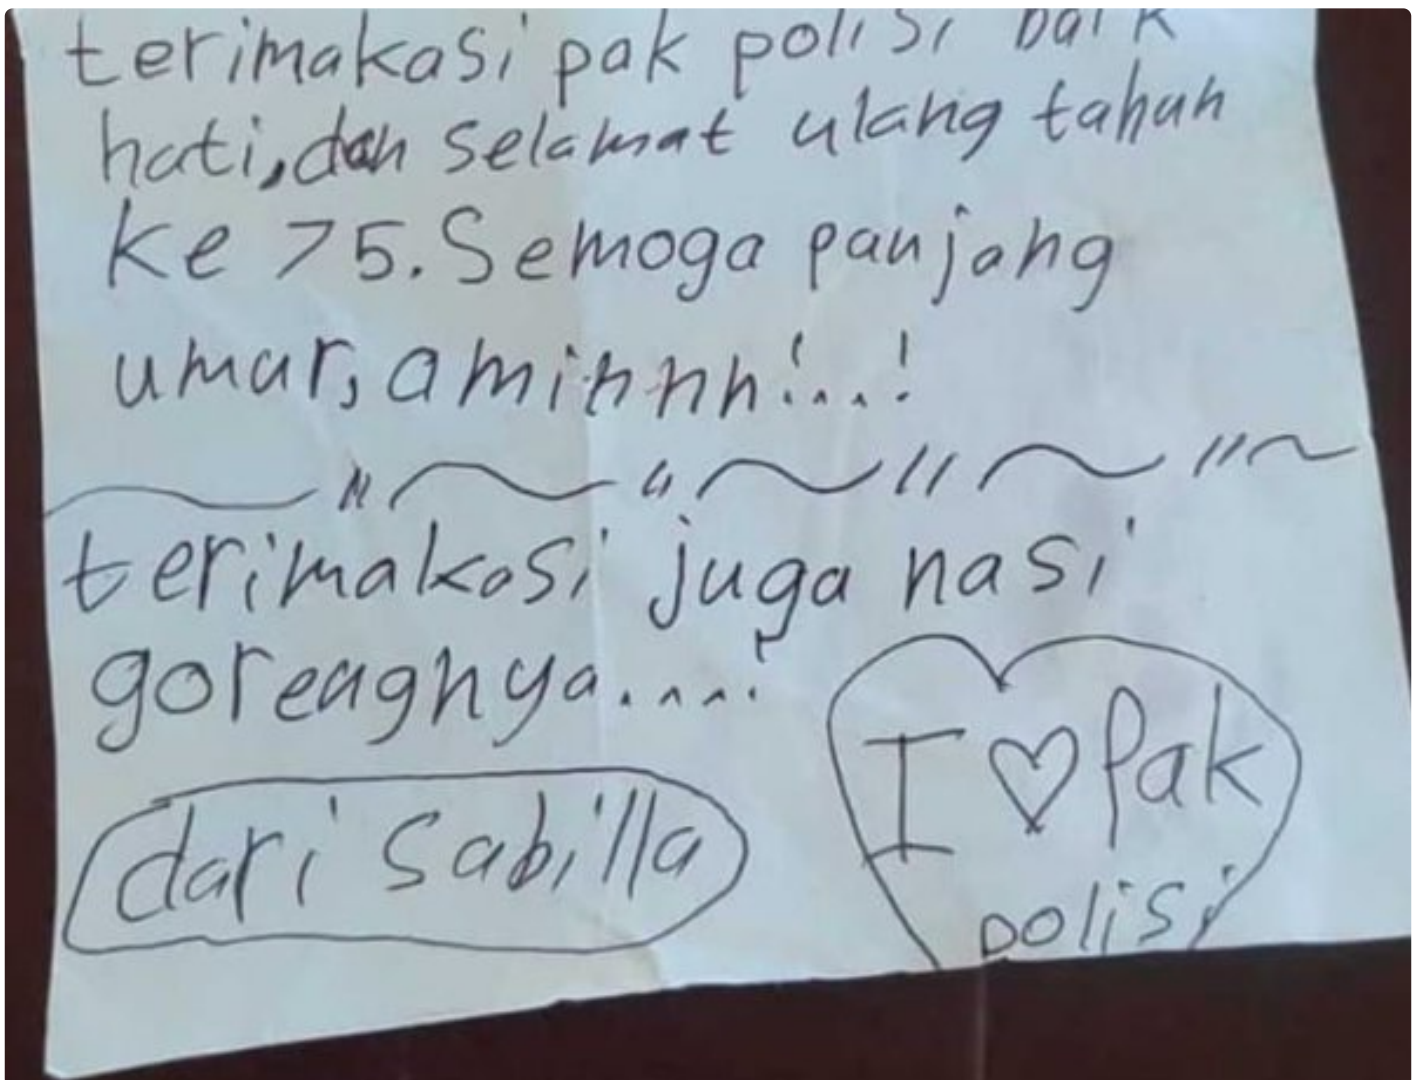 terimakasi pak polisi baik
hati, dan selamat ulang tahun
ke 75. Semoga panjang
umur, aminnnn!...!
terimakasi juga nasi
goreagnya....!
dari Sabilla
I ♡ Pak
polisi